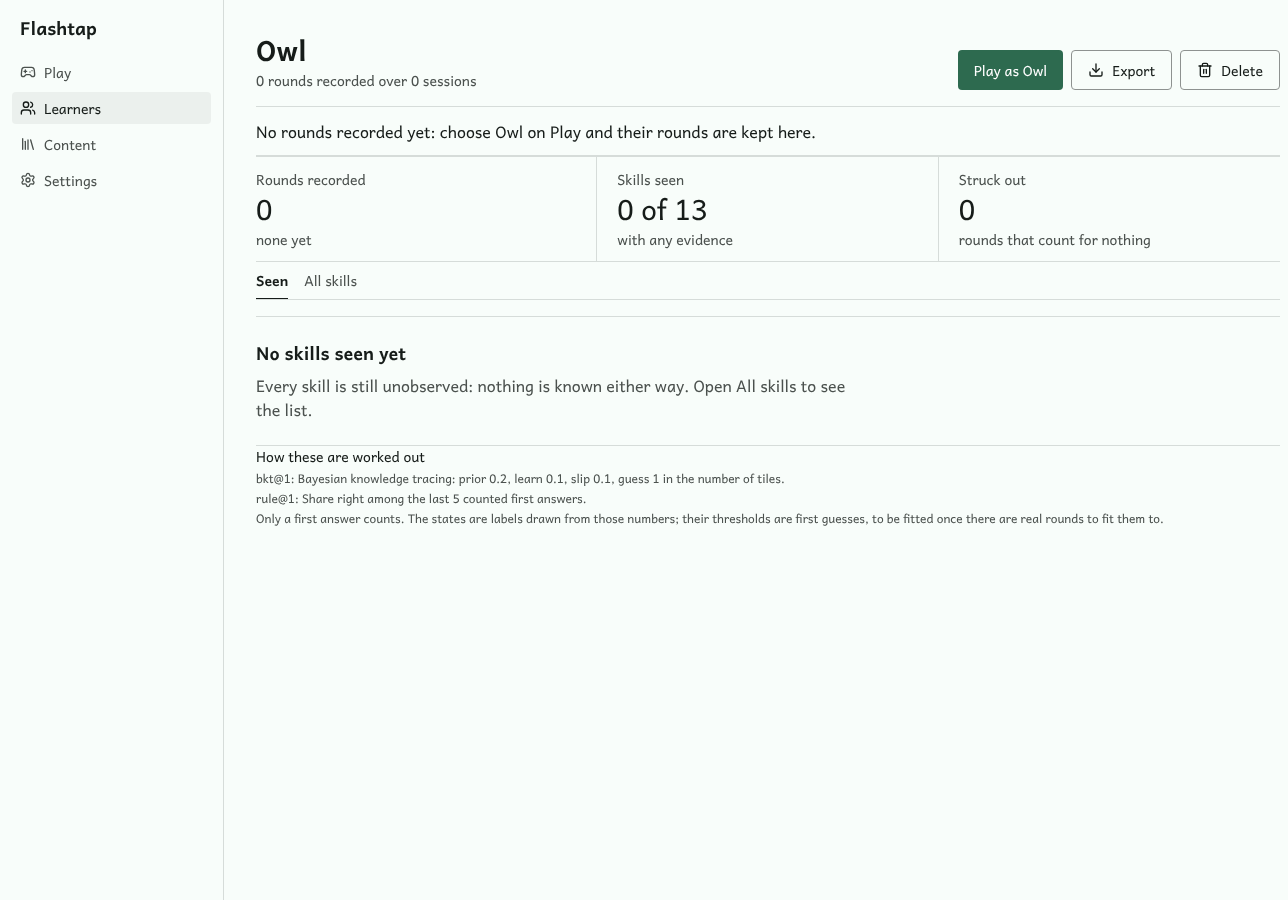 Flashtap
Play
Learners
Content
Settings
Owl
0 rounds recorded over 0 sessions
Play as Owl
Export
Delete
No rounds recorded yet: choose Owl on Play and their rounds are kept here.
Rounds recorded
0
none yet
Skills seen
0 of 13
with any evidence
Struck out
0
rounds that count for nothing
Seen
All skills
No skills seen yet
Every skill is still unobserved: nothing is known either way. Open All skills to see
the list.
How these are worked out
bkt@1: Bayesian knowledge tracing: prior 0.2, learn 0.1, slip 0.1, guess 1 in the number of tiles.
rule@1: Share right among the last 5 counted first answers.
Only a first answer counts. The states are labels drawn from those numbers; their thresholds are first guesses, to be fitted once there are real rounds to fit them to.